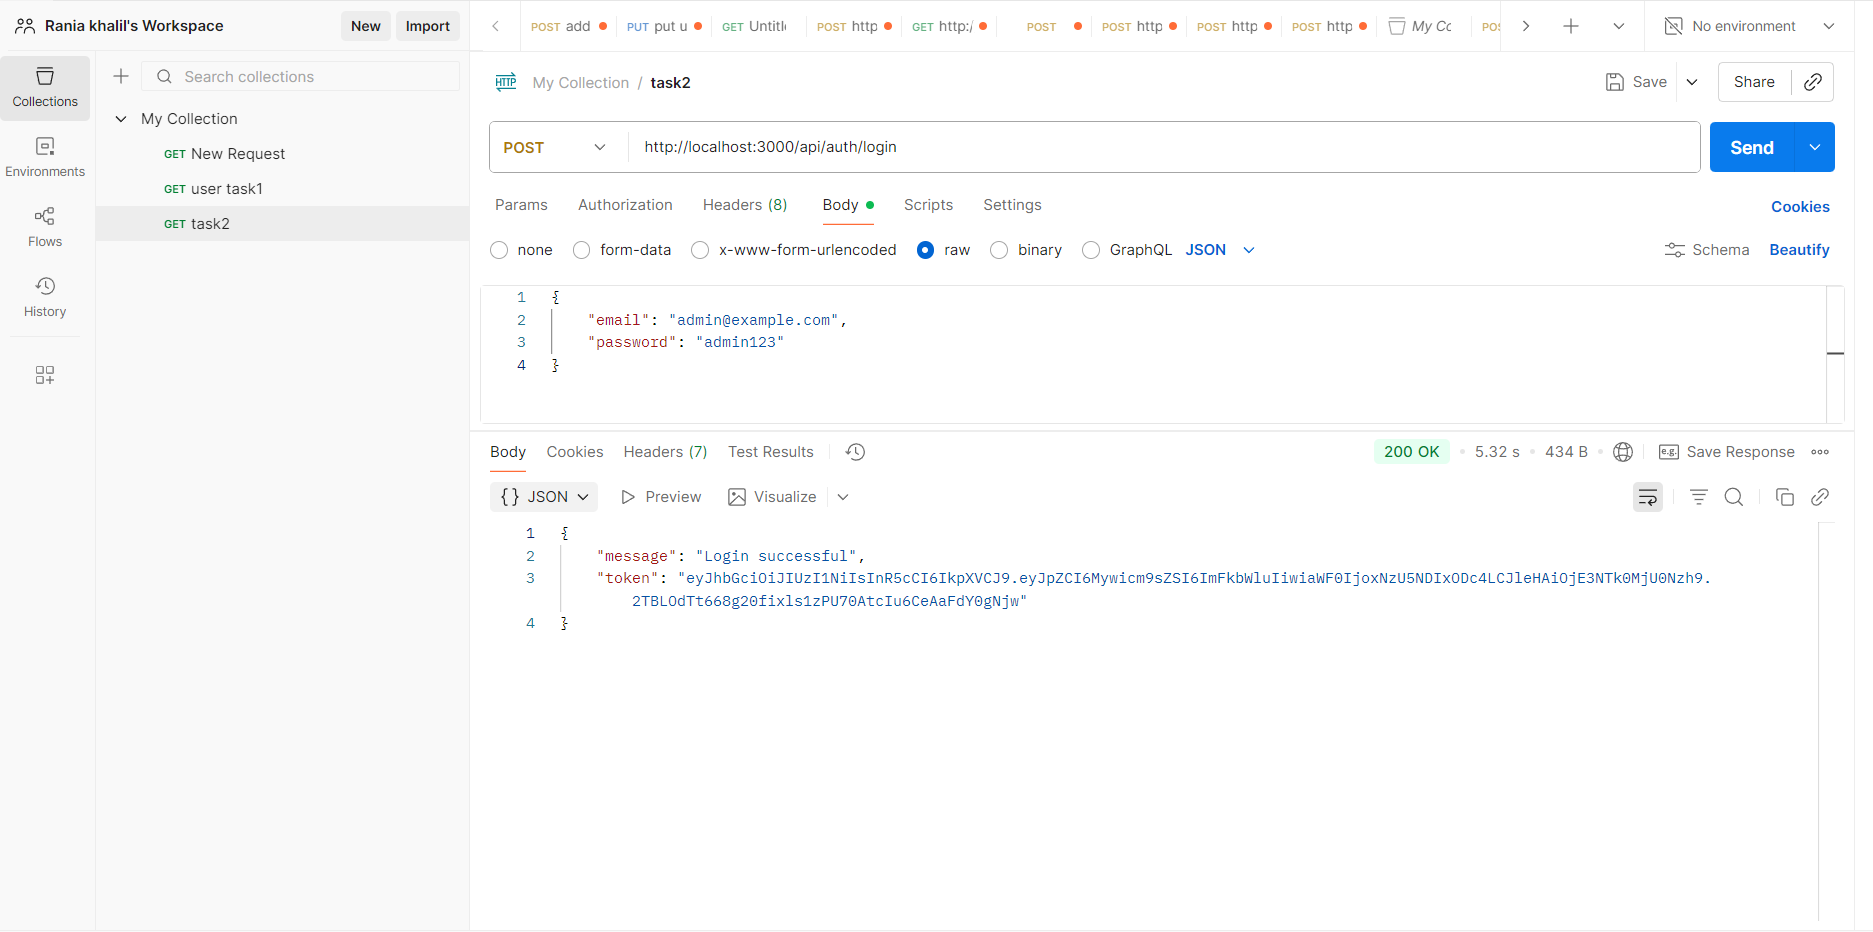 Rania khalil's Workspace
New
Import
POST add
PUT put u
GET Untitl
POST http
GET http:/
POST
POST http
POST http
POST http
My Cc
POS
No environment
Collections
Environments
Flows
History
Search collections
My Collection
GET New Request
GET user task1
GET task2
HTTP
My Collection / task2
Save
Share
POST
http://localhost:3000/api/auth/login
Send
Params
Authorization
Headers (8)
Body
Scripts
Settings
Cookies
none
form-data
x-www-form-urlencoded
raw
binary
GraphQL
JSON
Schema
Beautify
1 {
2 "email": "admin@example.com",
3 "password": "admin123"
4 }
Body
Cookies
Headers (7)
Test Results
200 OK
5.32 s
434 B
e.g.
Save Response
{} JSON
Preview
Visualize
1 {
2 "message": "Login successful",
3 "token": "eyJhbGciOiJIUzI1NiIsInR5cCI6IkpXVCJ9.eyJpZCI6Mywicm9sZSI6ImFkbWluIiwiaWF0IjoxNzU5NDIxODc4LCJleHAiOjE3NTk0MjU0Nzh9.
2TBLOdTt668g20fixls1zPU70AtcIu6CeAaFdY0gNjw"
4 }